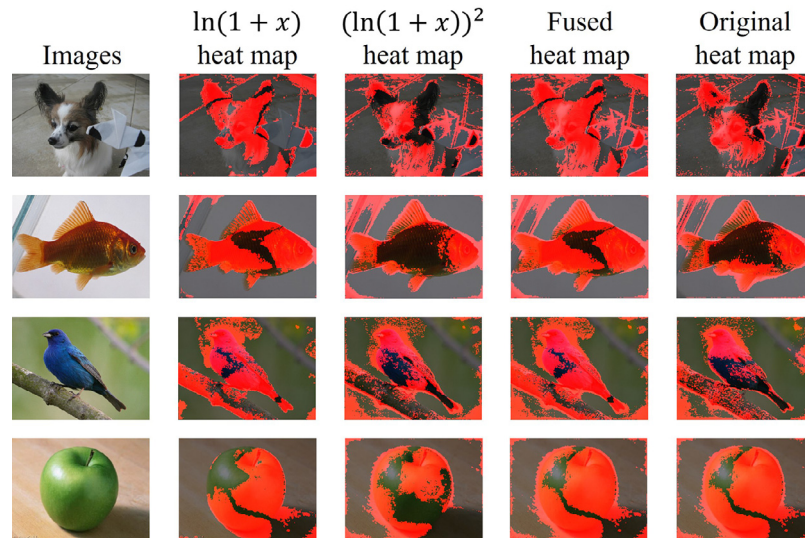 Images
ln(1 + x)
heat map
(ln(1 + x))²
heat map
Fused
heat map
Original
heat map